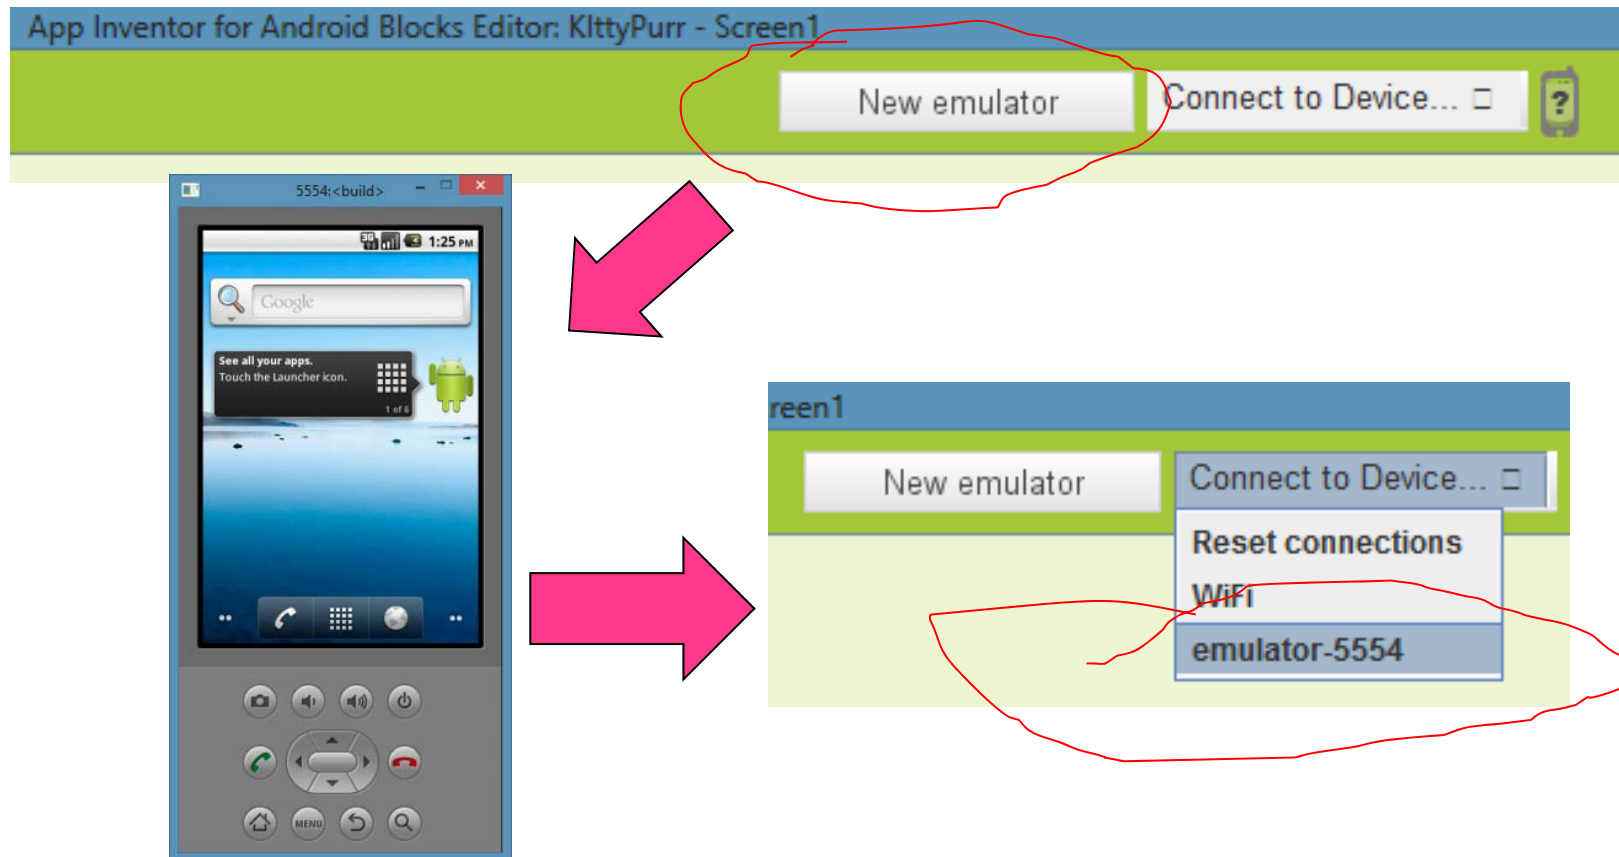 App Inventor for Android Blocks Editor: KIttyPurr - Screen1
New emulator
Connect to Device...
?
5554:<build>
3G
1:25 PM
Google
See all your apps.
Touch the Launcher icon.
1 of 6
MENU
reen1
New emulator
Connect to Device...
Reset connections
WiFi
emulator-5554